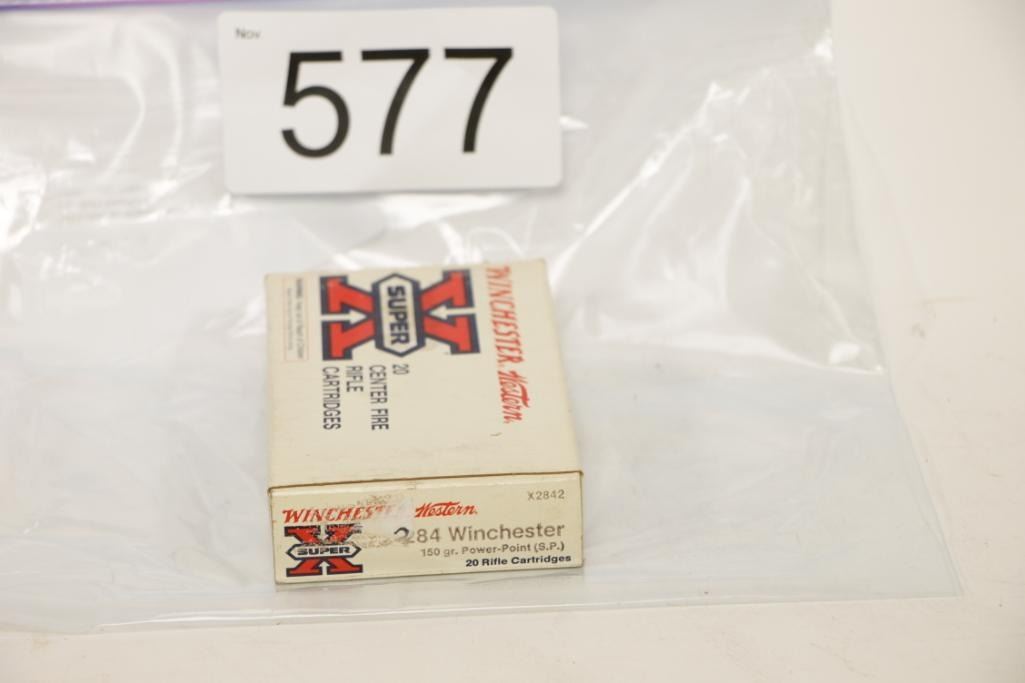 Nov
577
WINCHESTER Western
SUPER X
20
CENTER FIRE
RIFLE
CARTRIDGES
X2842
WINCHESTER Western
SUPER X
284 Winchester
150 gr. Power-Point (S.P.)
20 Rifle Cartridges